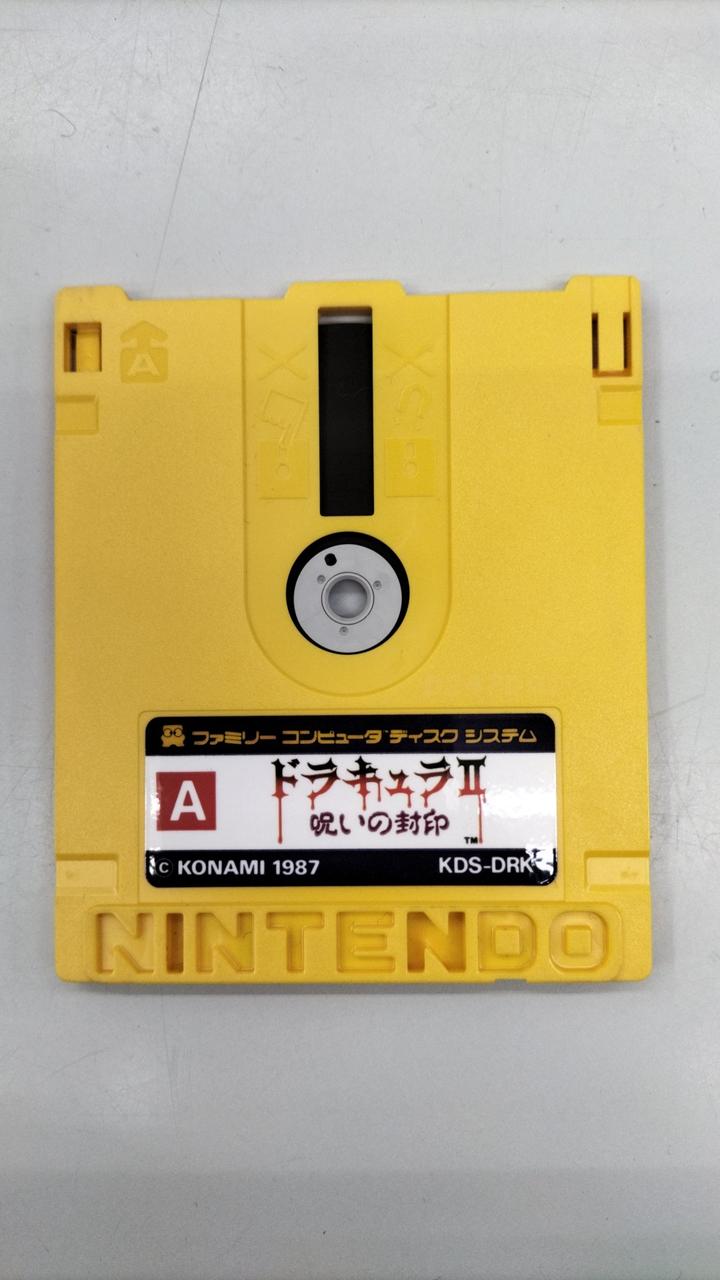 A
ファミリー コンピュータ ディスク システム
A
ドラキュラII
呪いの封印
TM
© KONAMI 1987
KDS-DRK
NINTENDO